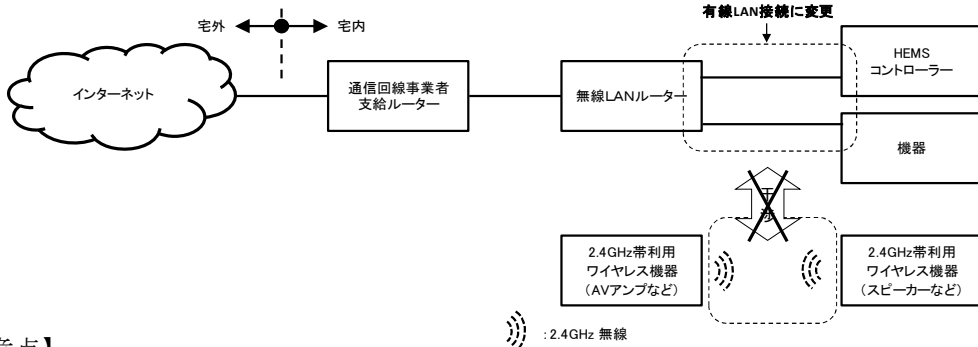 有線LAN接続に変更
宅外
宅内
インターネット
通信回線事業者
支給ルーター
無線LANルーター
HEMS
コントローラー
機器
干
渉
2.4GHz帯利用
ワイヤレス機器
(AVアンプなど)
2.4GHz帯利用
ワイヤレス機器
(スピーカーなど)
:2.4GHz 無線